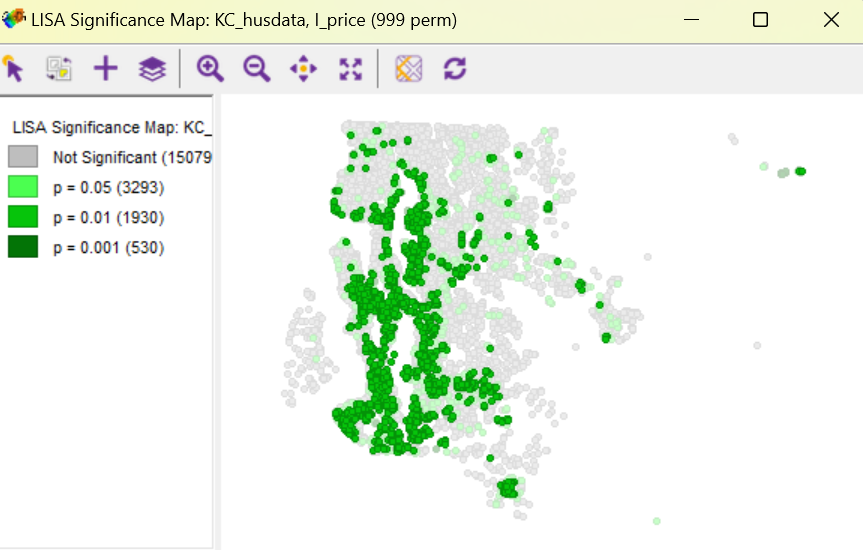 LISA Significance Map: KC_husdata, I_price (999 perm)
LISA Significance Map: KC_
Not Significant (15079
p = 0.05 (3293)
p = 0.01 (1930)
p = 0.001 (530)